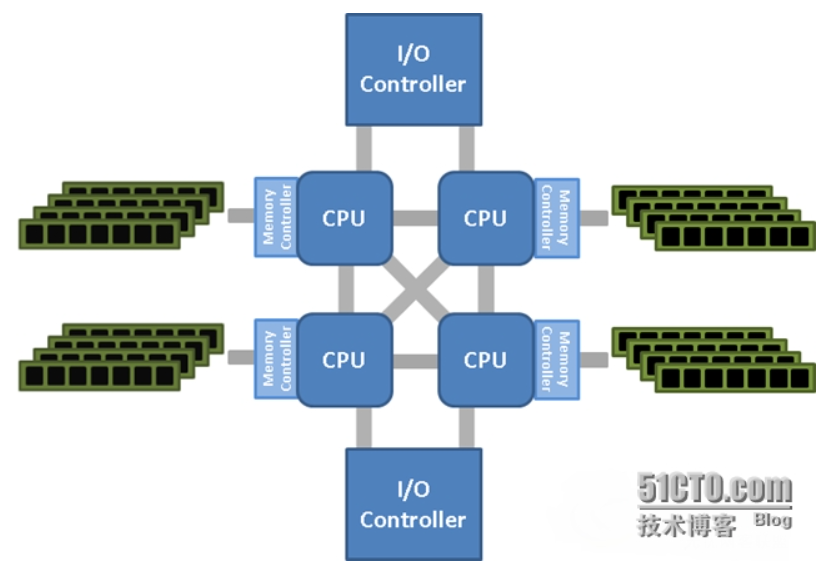 I/O
Controller
Memory
Controller
CPU
CPU
Memory
Controller
Memory
Controller
CPU
CPU
Memory
Controller
I/O
Controller
51CTO.com
技术博客 Blog